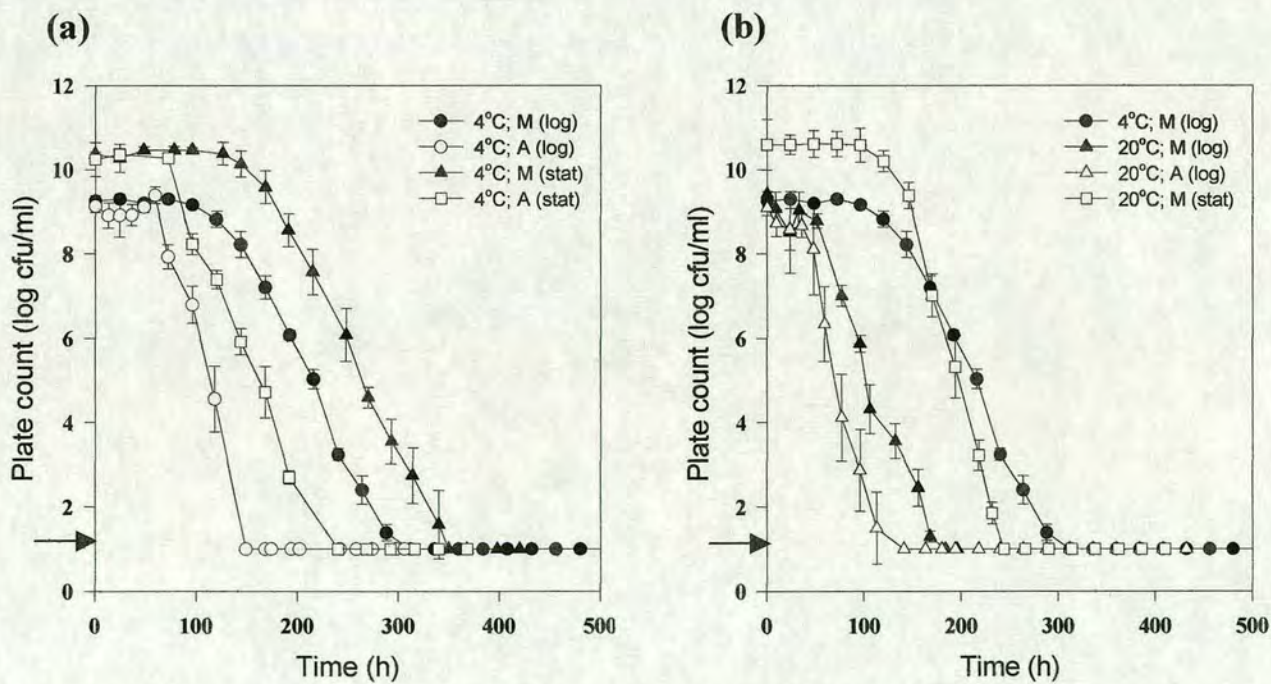 (a)
12
10
8
6
4
2
0
Plate count (log cfu/ml)
0 100 200 300 400 500
Time (h)
4°C; M (log)
4°C; A (log)
4°C; M (stat)
4°C; A (stat)
(b)
12
10
8
6
4
2
0
Plate count (log cfu/ml)
0 100 200 300 400 500
Time (h)
4°C; M (log)
20°C; M (log)
20°C; A (log)
20°C; M (stat)